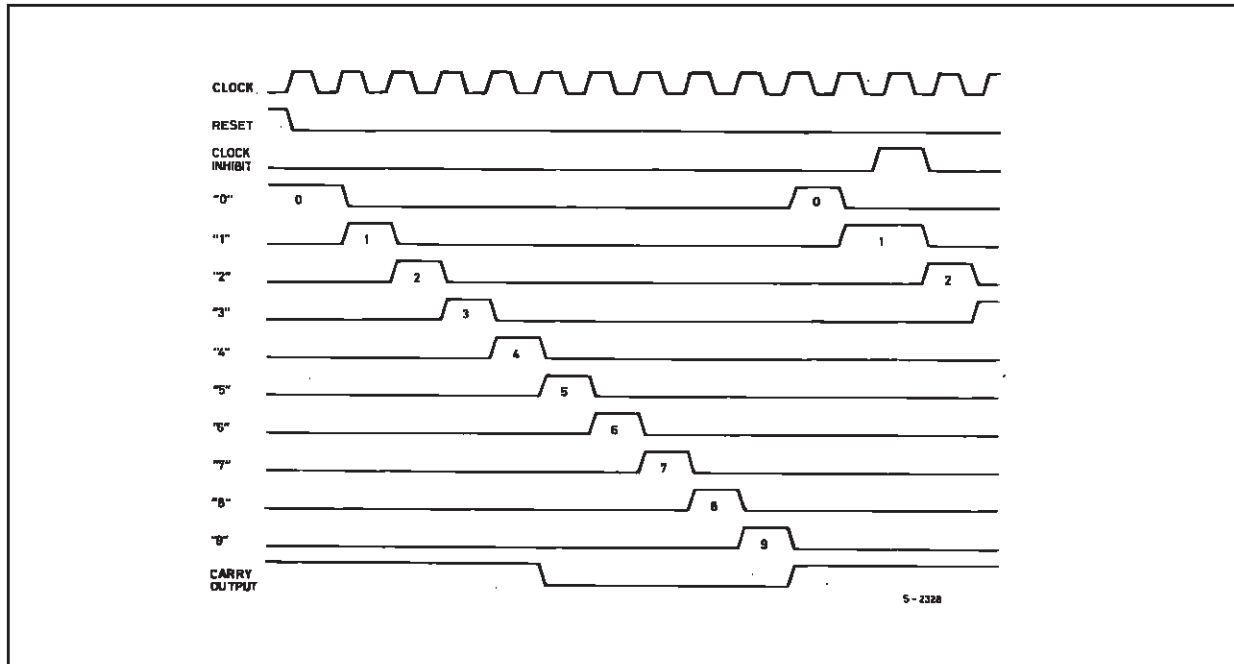 CLOCK
RESET
CLOCK
INHIBIT
"0" 0 0
"1" 1 1
"2" 2 2
"3" 3
"4" 4
"5" 5
"6" 6
"7" 7
"8" 8
"9" 9
CARRY
OUTPUT
S-2328